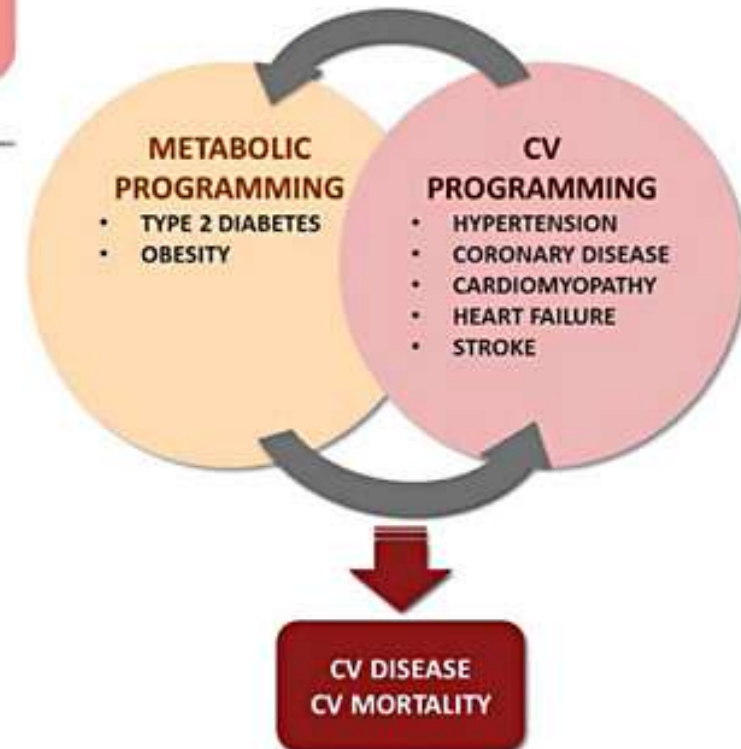 METABOLIC
PROGRAMMING
• TYPE 2 DIABETES
• OBESITY
CV
PROGRAMMING
• HYPERTENSION
• CORONARY DISEASE
• CARDIOMYOPATHY
• HEART FAILURE
• STROKE
CV DISEASE
CV MORTALITY